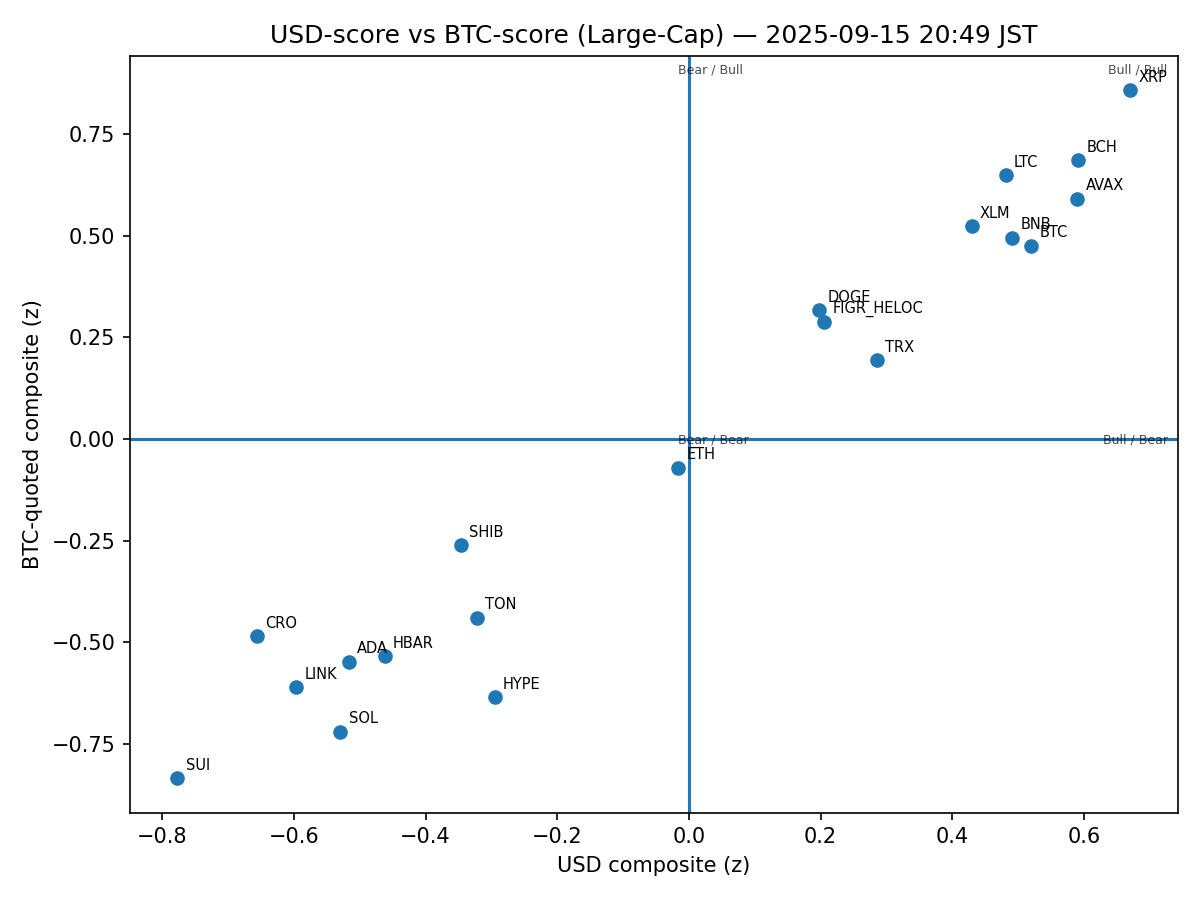 USD-score vs BTC-score (Large-Cap) — 2025-09-15 20:49 JST
Bear / Bull
Bull / Bull
XRP
BCH
LTC
AVAX
XLM
BNB
BTC
DOGE
FIGR_HELOC
TRX
Bear / Bear
Bull / Bear
ETH
SHIB
TON
CRO
HBAR
ADA
LINK
HYPE
SOL
SUI
BTC-quoted composite (z)
0.75
0.50
0.25
0.00
−0.25
−0.50
−0.75
−0.8 −0.6 −0.4 −0.2 0.0 0.2 0.4 0.6
USD composite (z)